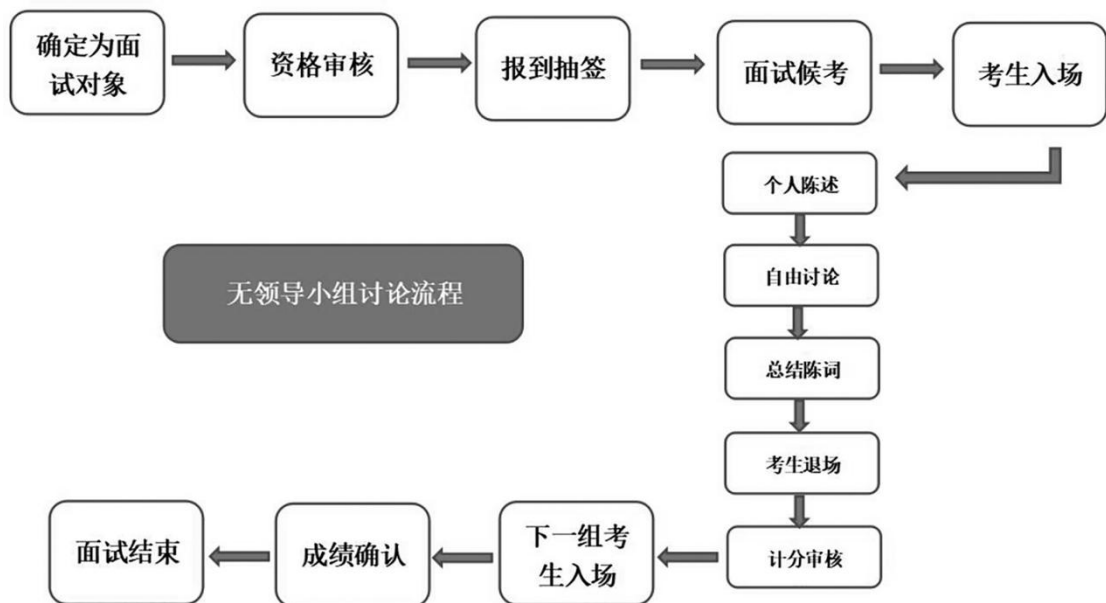 确定为面
试对象
资格审核
报到抽签
面试候考
考生入场
个人陈述
自由讨论
无领导小组讨论流程
总结陈词
考生退场
计分审核
下一组考
生入场
成绩确认
面试结束